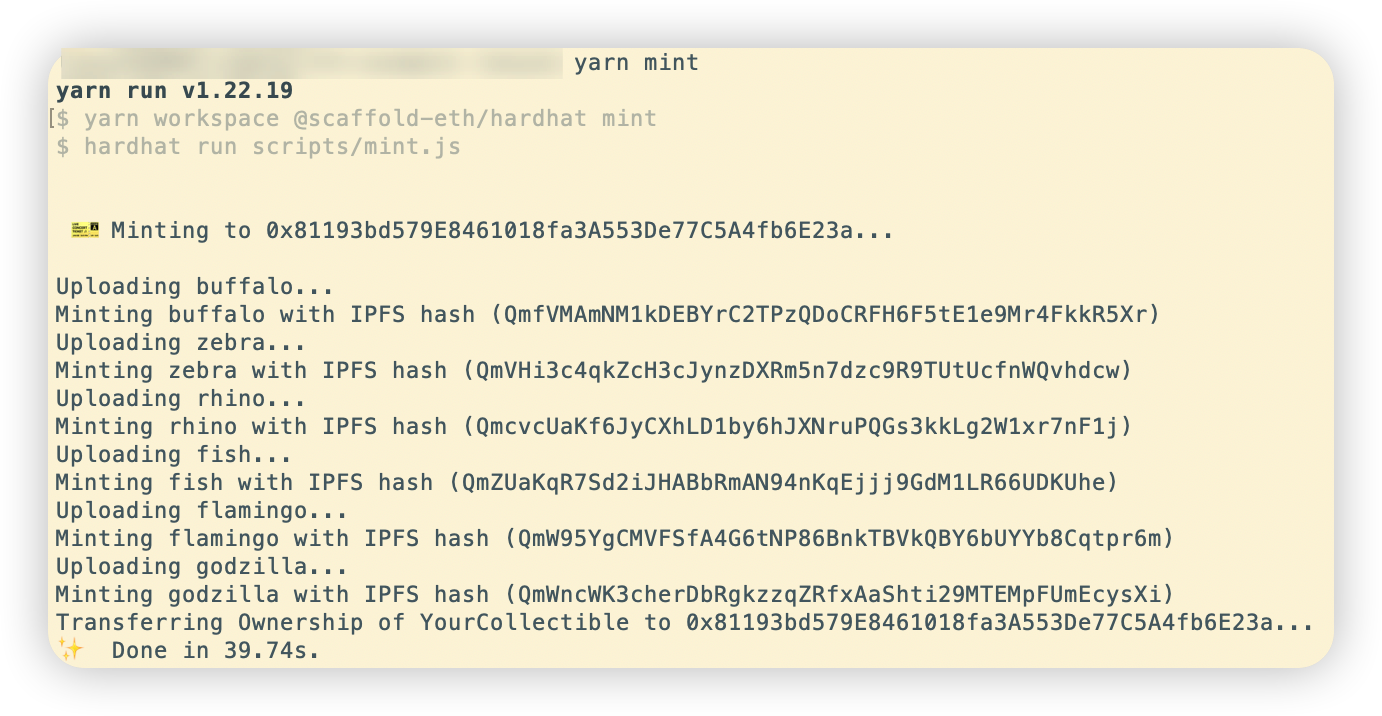 yarn mint
yarn run v1.22.19
[$ yarn workspace @scaffold-eth/hardhat mint
$ hardhat run scripts/mint.js
🎫 Minting to 0x81193bd579E8461018fa3A553De77C5A4fb6E23a...
Uploading buffalo...
Minting buffalo with IPFS hash (QmfVMAmNM1kDEBYrC2TPzQDoCRFH6F5tE1e9Mr4FkkR5Xr)
Uploading zebra...
Minting zebra with IPFS hash (QmVHi3c4qkZcH3cJynzDXRm5n7dzc9R9TUtUcfnWQvhdcw)
Uploading rhino...
Minting rhino with IPFS hash (QmcvcUaKf6JyCXhLD1by6hJXNruPQGs3kkLg2W1xr7nF1j)
Uploading fish...
Minting fish with IPFS hash (QmZUaKqR7Sd2iJHABbRmAN94nKqEjjj9GdM1LR66UDKUhe)
Uploading flamingo...
Minting flamingo with IPFS hash (QmW95YgCMVFSfA4G6tNP86BnkTBVkQBY6bUYYb8Cqtpr6m)
Uploading godzilla...
Minting godzilla with IPFS hash (QmWncWK3cherDbRgkzzqZRfxAaShti29MTEMpFUmEcysXi)
Transferring Ownership of YourCollectible to 0x81193bd579E8461018fa3A553De77C5A4fb6E23a...
✨ Done in 39.74s.